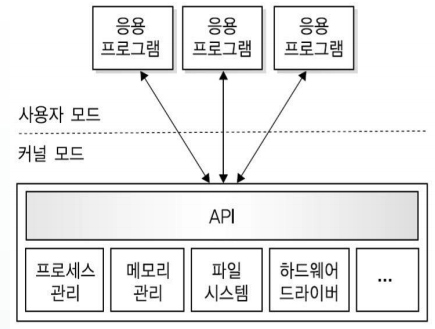 응용
프로그램
응용
프로그램
응용
프로그램
사용자 모드
커널 모드
API
프로세스
관리
메모리
관리
파일
시스템
하드웨어
드라이버
...